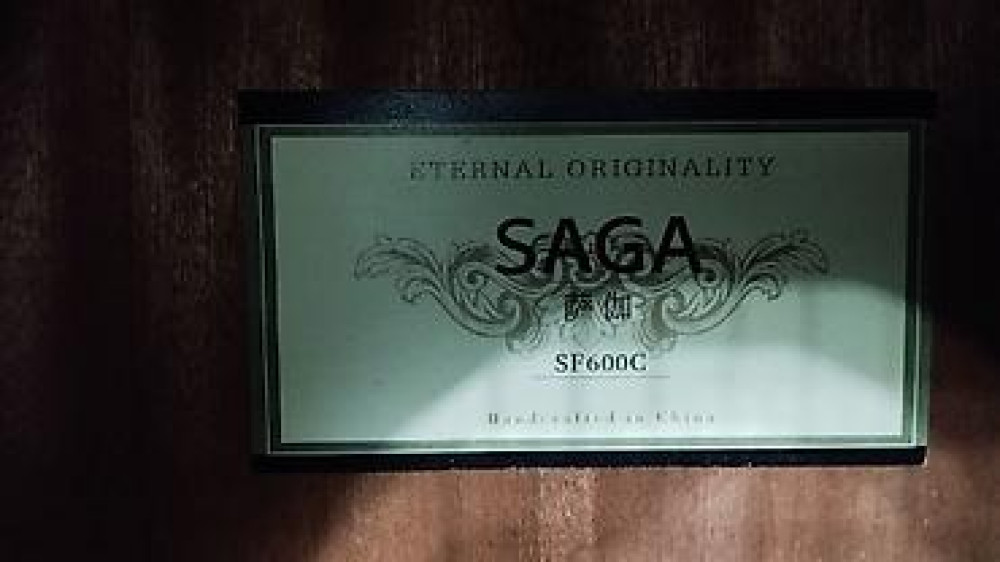 ETERNAL ORIGINALITY
SAGA
萨伽
SF600C
Handcrafted in China